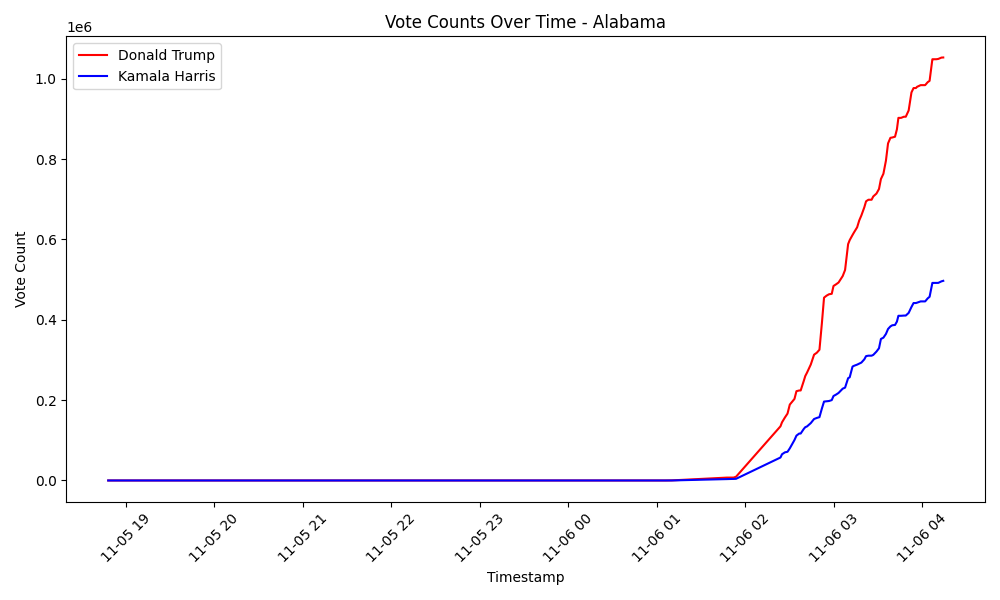 Vote Counts Over Time - Alabama
1e6
Donald Trump
Kamala Harris
1.0
0.8
0.6
0.4
0.2
0.0
Vote Count
11-05 19
11-05 20
11-05 21
11-05 22
11-05 23
11-06 00
11-06 01
11-06 02
11-06 03
11-06 04
Timestamp